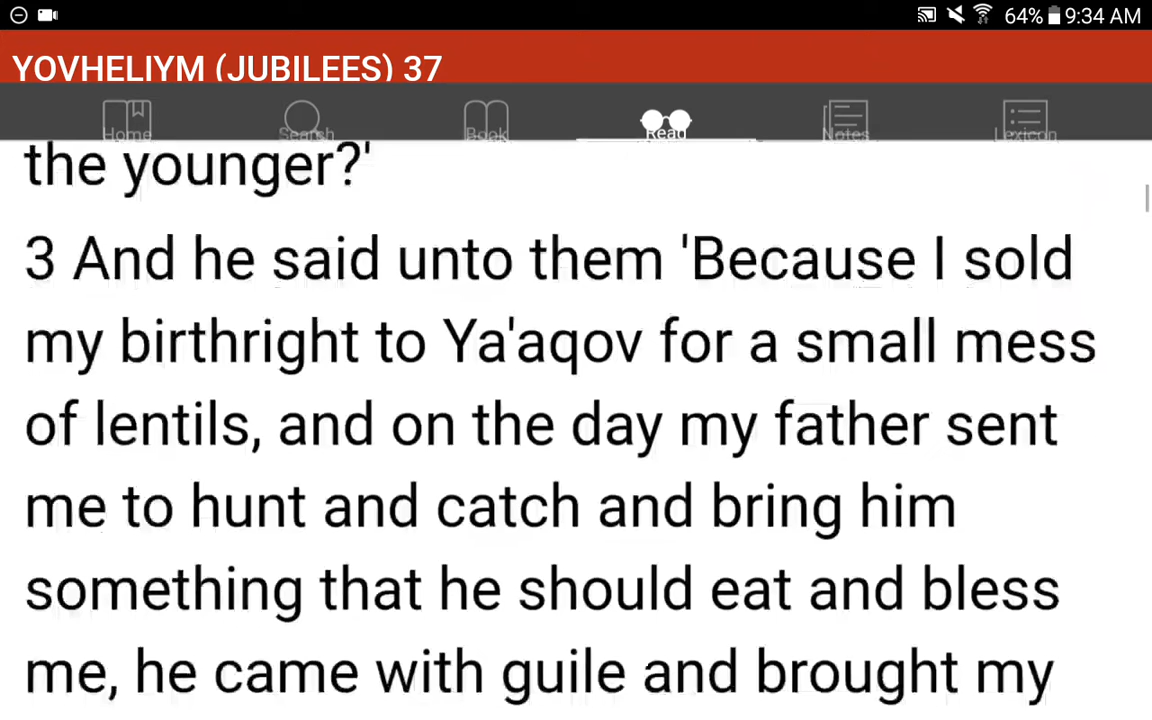 64% 9:34 AM
YOVHELIYM (JUBILEES) 37
Home Search Book Read Notes Lexicon
the younger?'
3 And he said unto them 'Because I sold
my birthright to Ya'aqov for a small mess
of lentils, and on the day my father sent
me to hunt and catch and bring him
something that he should eat and bless
me, he came with guile and brought my